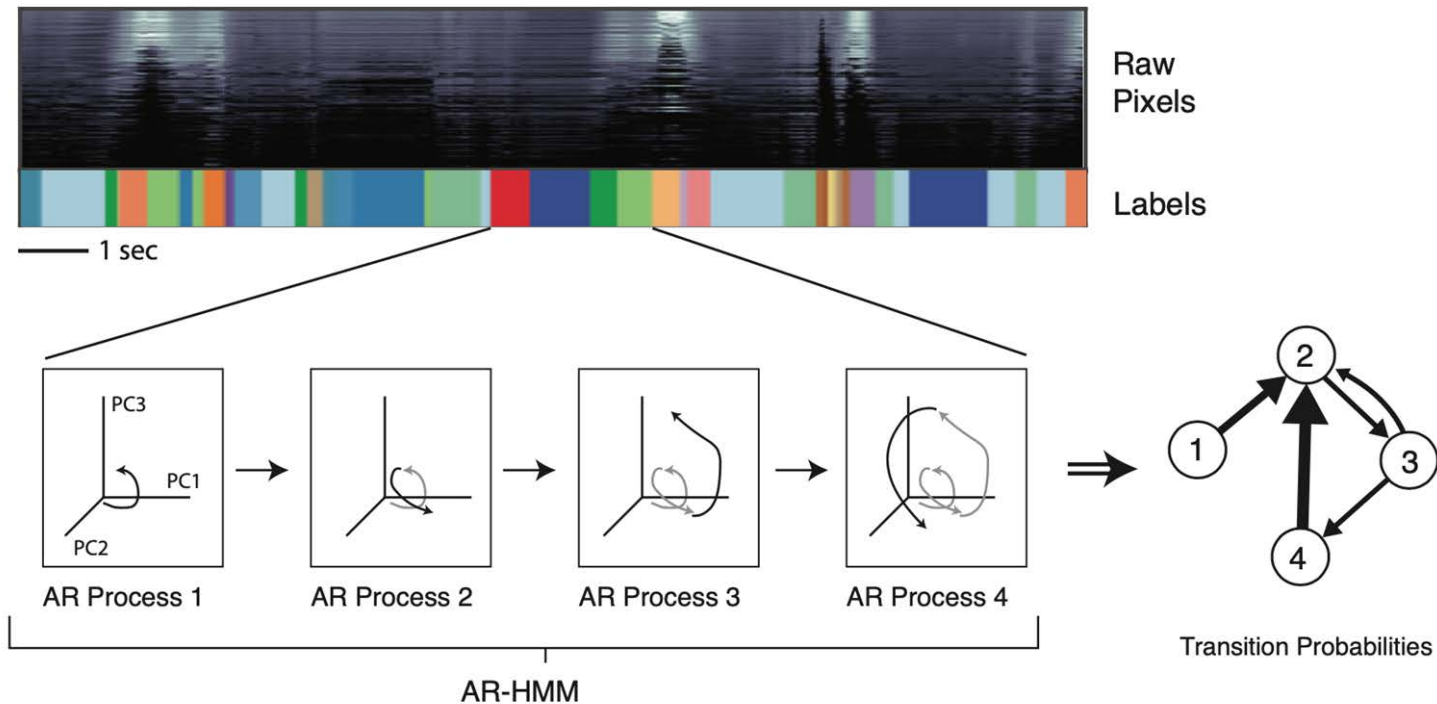 Raw
Pixels
Labels
1 sec
PC3
PC1
PC2
AR Process 1
AR Process 2
AR Process 3
AR Process 4
AR-HMM
1
2
3
4
Transition Probabilities